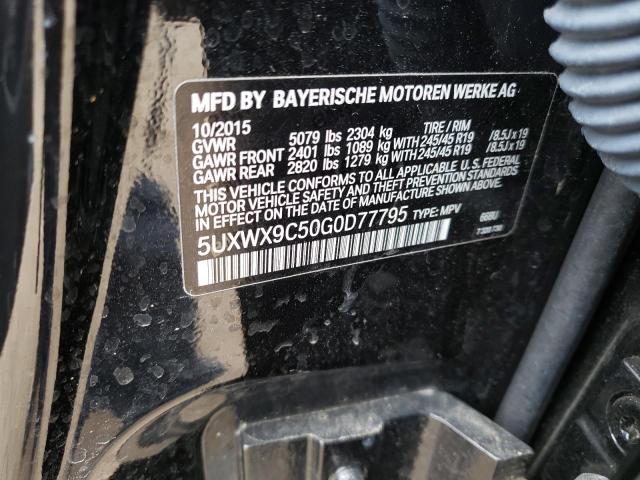 MFD BY BAYERISCHE MOTOREN WERKE AG
10/2015
GVWR 5079 lbs 2304 kg TIRE / RIM
GAWR FRONT 2401 lbs 1089 kg WITH 245/45 R19 /8.5J x 19
GAWR REAR 2820 lbs 1279 kg WITH 245/45 R19 /8.5J x 19
THIS VEHICLE CONFORMS TO ALL APPLICABLE U.S. FEDERAL
MOTOR VEHICLE SAFETY AND THEFT PREVENTION STANDARDS
IN EFFECT ON THE DATE OF MANUFACTURE SHOWN ABOVE.
5UXWX9C50G0D77795 TYPE: MPV 668U